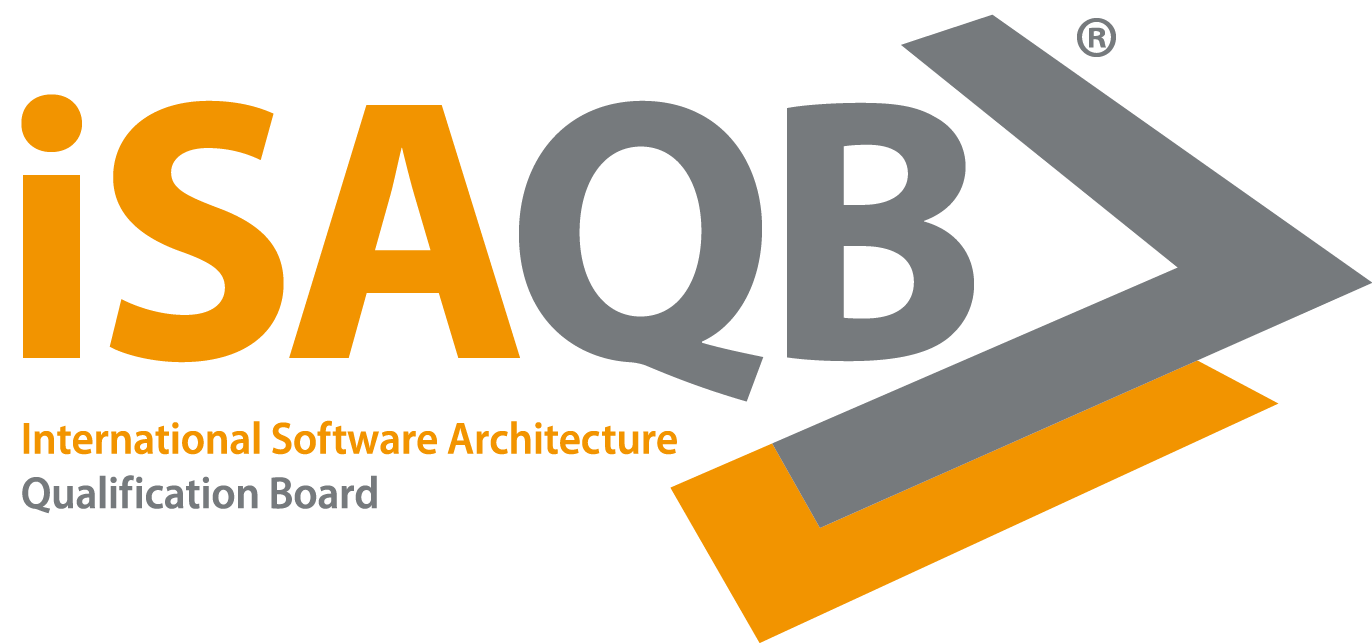 iSAQB®
International Software Architecture
Qualification Board